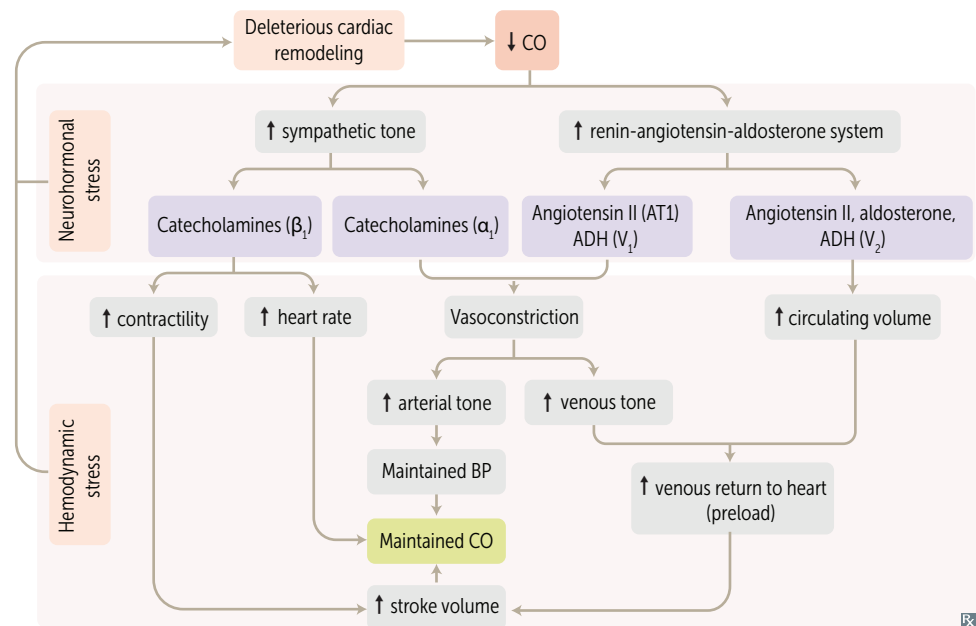 Deleterious cardiac
remodeling
↓ CO
Neurohormonal
stress
↑ sympathetic tone
↑ renin-angiotensin-aldosterone system
Catecholamines (β₁)
Catecholamines (α₁)
Angiotensin II (AT1)
ADH (V₁)
Angiotensin II, aldosterone,
ADH (V₂)
Hemodynamic
stress
↑ contractility
↑ heart rate
Vasoconstriction
↑ circulating volume
↑ arterial tone
↑ venous tone
Maintained BP
↑ venous return to heart
(preload)
Maintained CO
↑ stroke volume
Rx